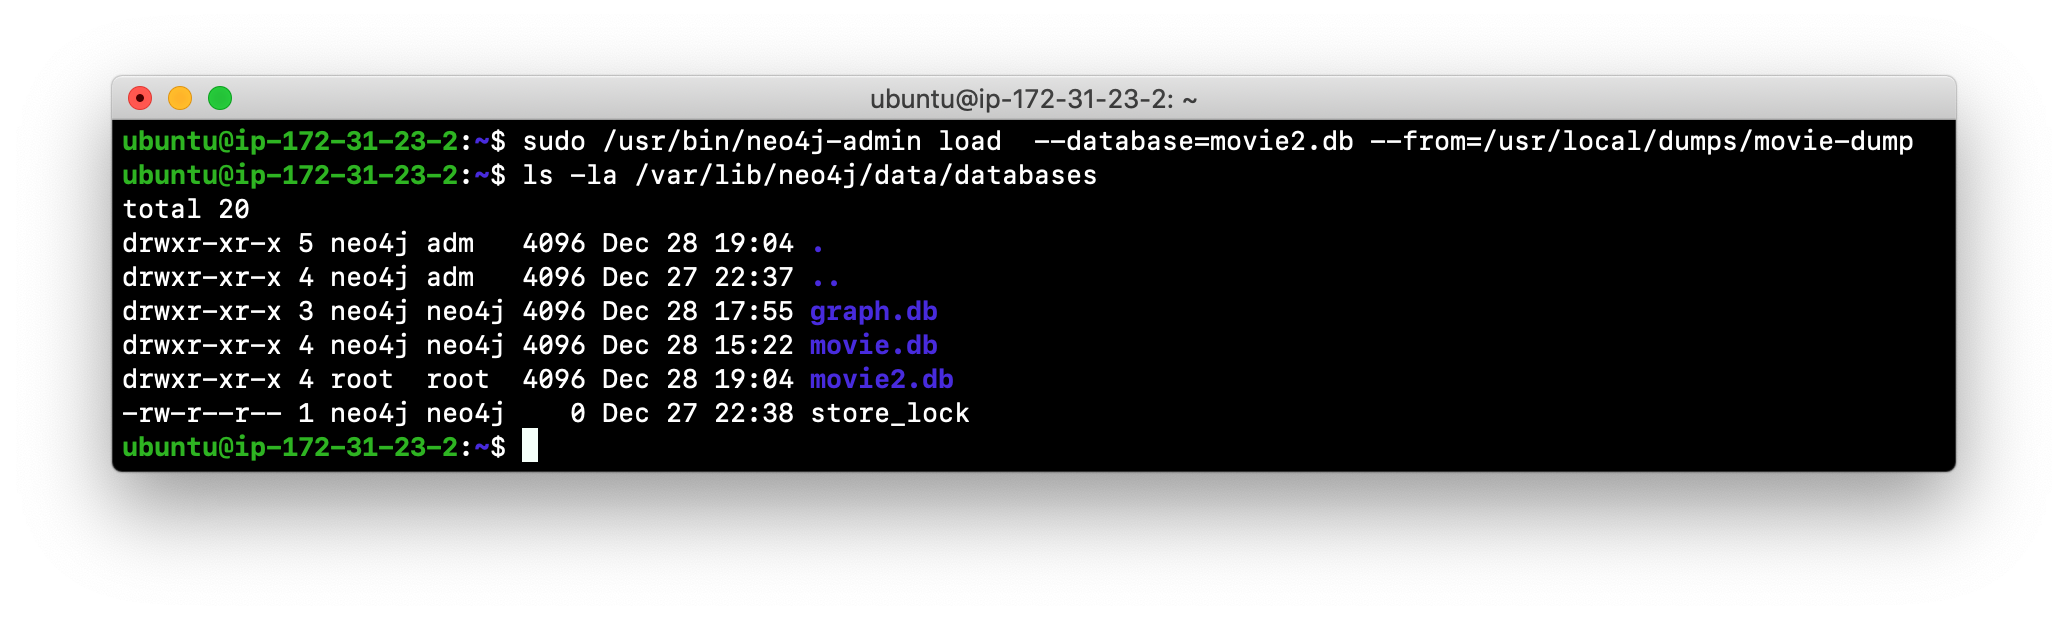 ubuntu@ip-172-31-23-2: ~
ubuntu@ip-172-31-23-2:~$ sudo /usr/bin/neo4j-admin load  --database=movie2.db --from=/usr/local/dumps/movie-dump
ubuntu@ip-172-31-23-2:~$ ls -la /var/lib/neo4j/data/databases
total 20
drwxr-xr-x 5 neo4j adm   4096 Dec 28 19:04 .
drwxr-xr-x 4 neo4j adm   4096 Dec 27 22:37 ..
drwxr-xr-x 3 neo4j neo4j 4096 Dec 28 17:55 graph.db
drwxr-xr-x 4 neo4j neo4j 4096 Dec 28 15:22 movie.db
drwxr-xr-x 4 root  root  4096 Dec 28 19:04 movie2.db
-rw-r--r-- 1 neo4j neo4j    0 Dec 27 22:38 store_lock
ubuntu@ip-172-31-23-2:~$